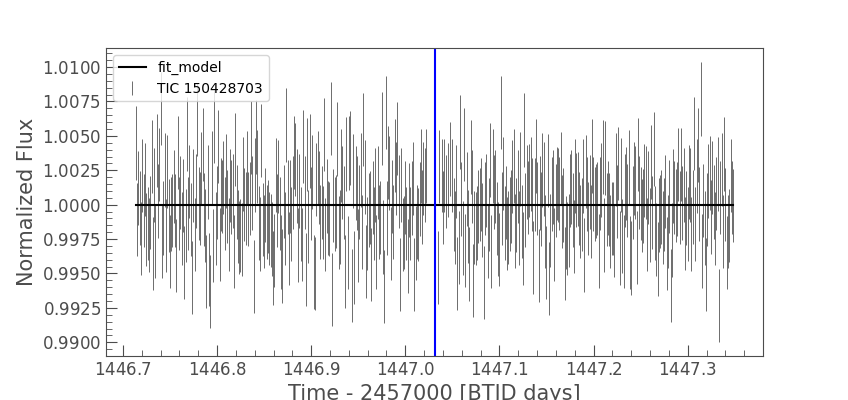 fit_model
TIC 150428703
1.0100
1.0075
1.0050
1.0025
1.0000
0.9975
0.9950
0.9925
0.9900
Normalized Flux
1446.7 1446.8 1446.9 1447.0 1447.1 1447.2 1447.3
Time - 2457000 [BTJD days]